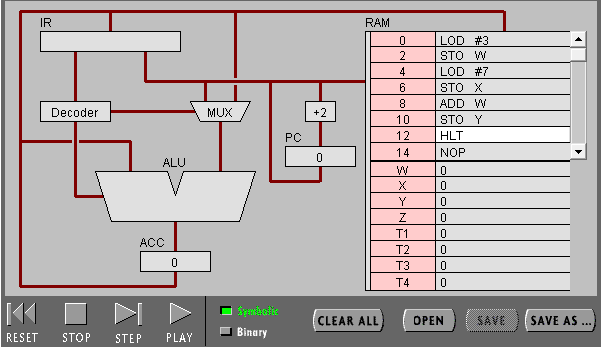 IR
RAM
0 LOD #3
2 STO W
4 LOD #7
6 STO X
8 ADD W
10 STO Y
12 HLT
14 NOP
Decoder
MUX
+2
PC
0
ALU
W 0
X 0
Y 0
Z 0
T1 0
T2 0
T3 0
T4 0
ACC
0
RESET STOP STEP PLAY
Symbolic
Binary
CLEAR ALL OPEN SAVE SAVE AS ...